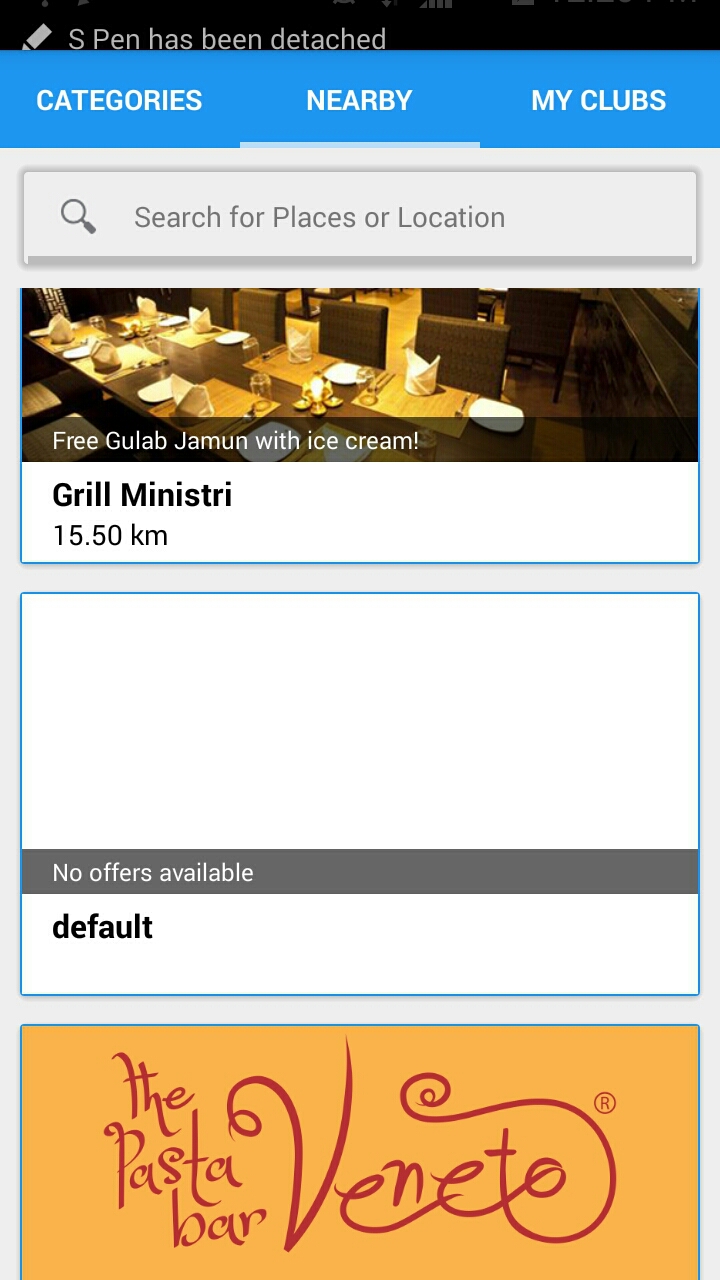 S Pen has been detached
CATEGORIES NEARBY MY CLUBS
Search for Places or Location
Free Gulab Jamun with ice cream!
Grill Ministri
15.50 km
No offers available
default
the
Pasta
bar
Veneto ®